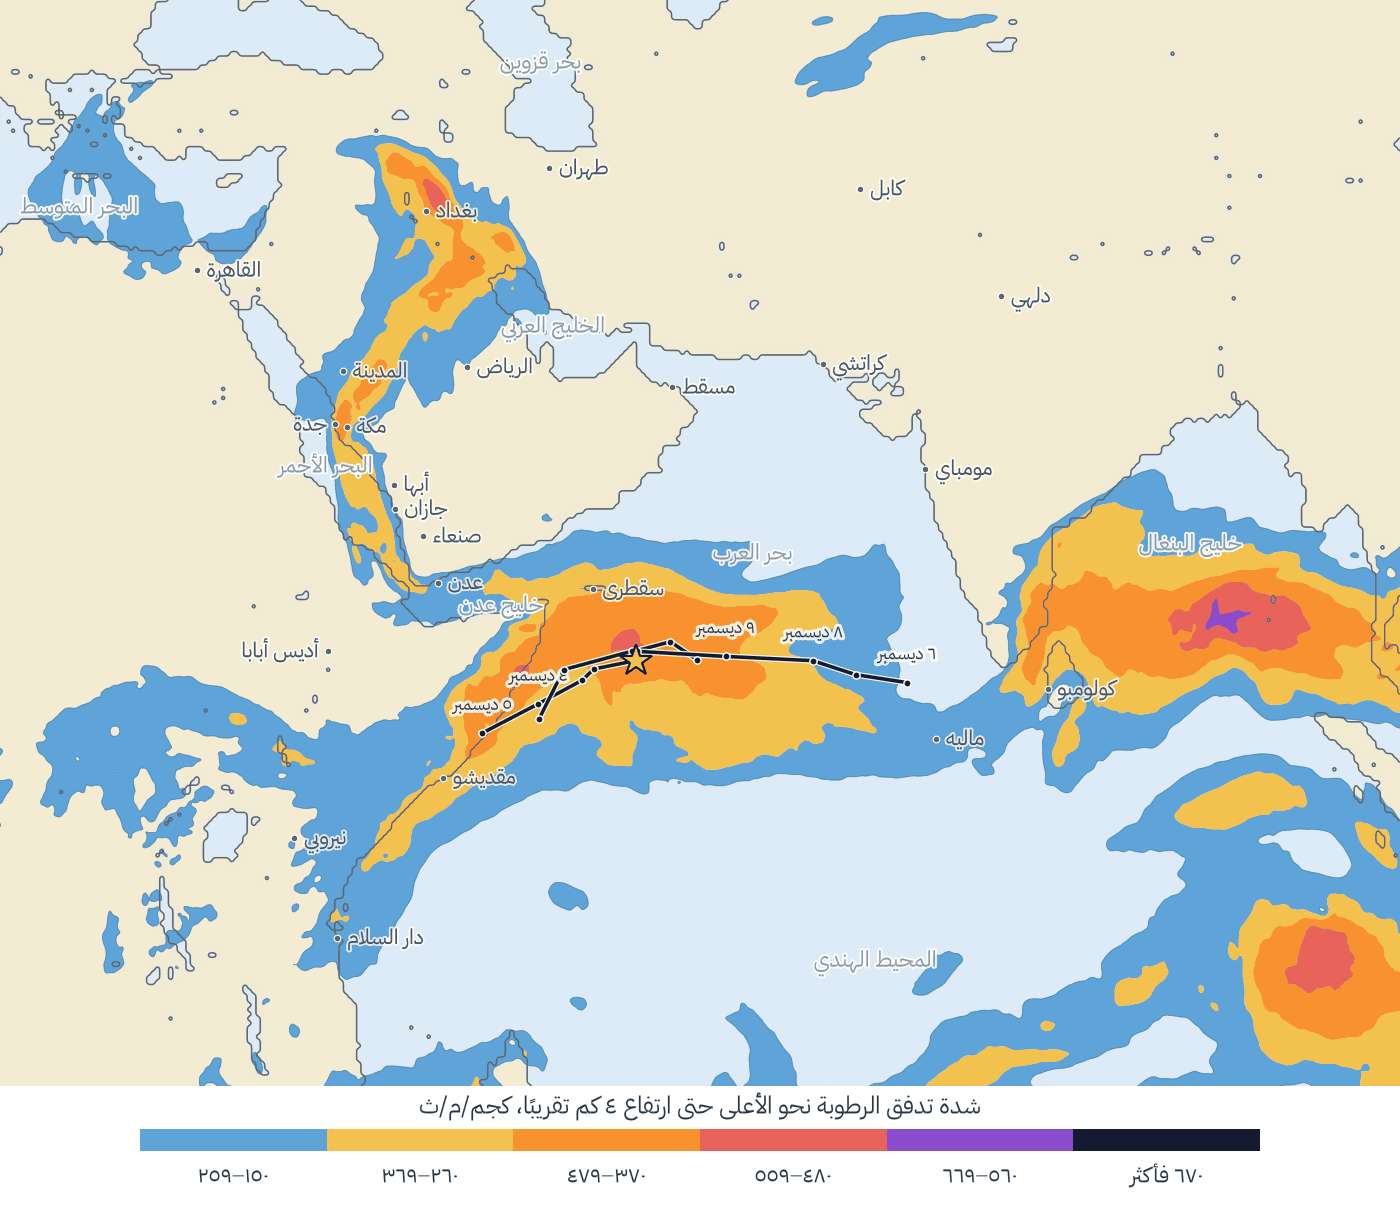 بحر قزوين
طهران
كابل
البحر المتوسط
بغداد
القاهرة
دلهي
الخليج العربي
المدينة
الرياض
كراتشي
مسقط
جدة
مكة
البحر الأحمر
مومباي
أبها
جازان
صنعاء
بحر العرب
خليج البنغال
عدن
سقطرى
خليج عدن
٩ ديسمبر
٨ ديسمبر
٦ ديسمبر
أديس أبابا
٤ ديسمبر
كولومبو
٥ ديسمبر
ماليه
مقديشو
نيروبي
دار السلام
المحيط الهندي
شدة تدفق الرطوبة نحو الأعلى حتى ارتفاع ٤ كم تقريبًا، كجم/م/ث
١٥٠–٢٥٩
٢٦٠–٣٦٩
٣٧٠–٤٧٩
٤٨٠–٥٥٩
٥٦٠–٦٦٩
٦٧٠ فأكثر